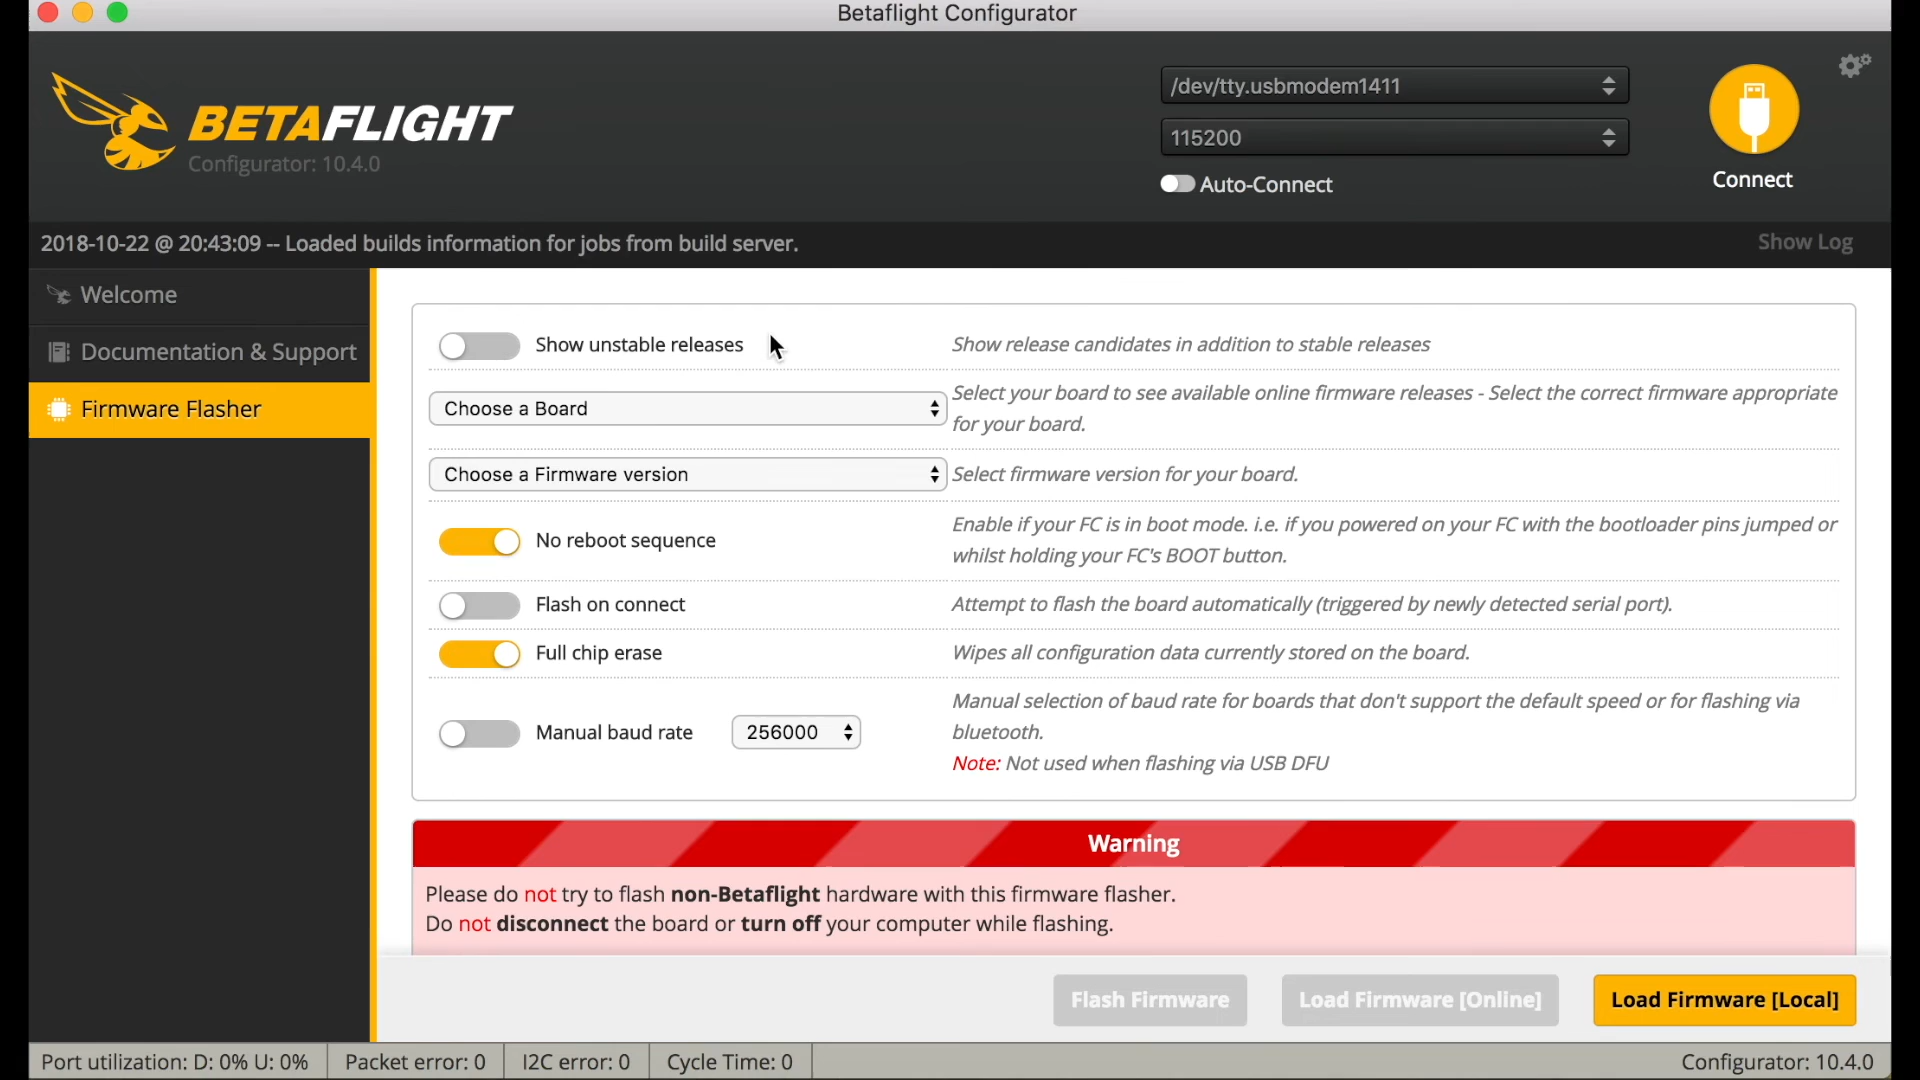 Betaflight Configurator
BETAFLIGHT
Configurator: 10.4.0
/dev/tty.usbmodem1411
115200
Auto-Connect
Connect
2018-10-22 @ 20:43:09 -- Loaded builds information for jobs from build server.
Show Log
Welcome
Documentation & Support
Firmware Flasher
Show unstable releases
Show release candidates in addition to stable releases
Choose a Board
Select your board to see available online firmware releases - Select the correct firmware appropriate
for your board.
Choose a Firmware version
Select firmware version for your board.
No reboot sequence
Enable if your FC is in boot mode. i.e. if you powered on your FC with the bootloader pins jumped or
whilst holding your FC's BOOT button.
Flash on connect
Attempt to flash the board automatically (triggered by newly detected serial port).
Full chip erase
Wipes all configuration data currently stored on the board.
Manual baud rate
256000
Manual selection of baud rate for boards that don't support the default speed or for flashing via
bluetooth.
Note: Not used when flashing via USB DFU
Warning
Please do not try to flash non-Betaflight hardware with this firmware flasher.
Do not disconnect the board or turn off your computer while flashing.
Flash Firmware
Load Firmware [Online]
Load Firmware [Local]
Port utilization: D: 0% U: 0%
Packet error: 0
I2C error: 0
Cycle Time: 0
Configurator: 10.4.0